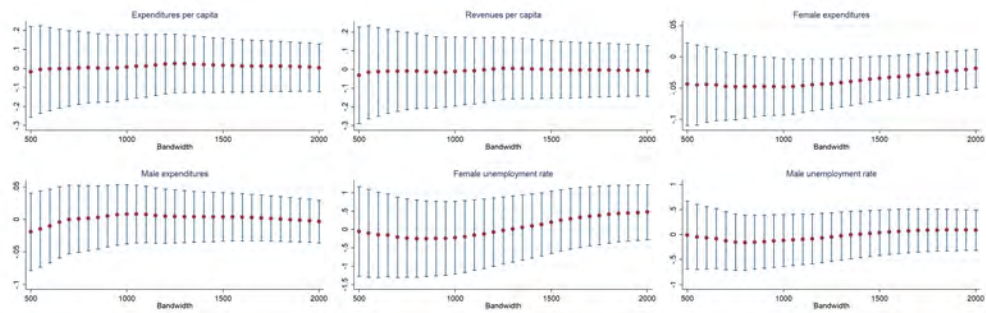 Expenditures per capita
.2
.1
0
-.1
-.2
-.3
500 1000 1500 2000
Bandwidth
Revenues per capita
.2
.1
0
-.1
-.2
-.3
500 1000 1500 2000
Bandwidth
Female expenditures
.05
0
-.05
-.1
500 1000 1500 2000
Bandwidth
Male expenditures
.05
0
-.05
-.1
500 1000 1500 2000
Bandwidth
Female unemployment rate
1
.5
0
-.5
-1
-1.5
500 1000 1500 2000
Bandwidth
Male unemployment rate
1
.5
0
-.5
-1
500 1000 1500 2000
Bandwidth